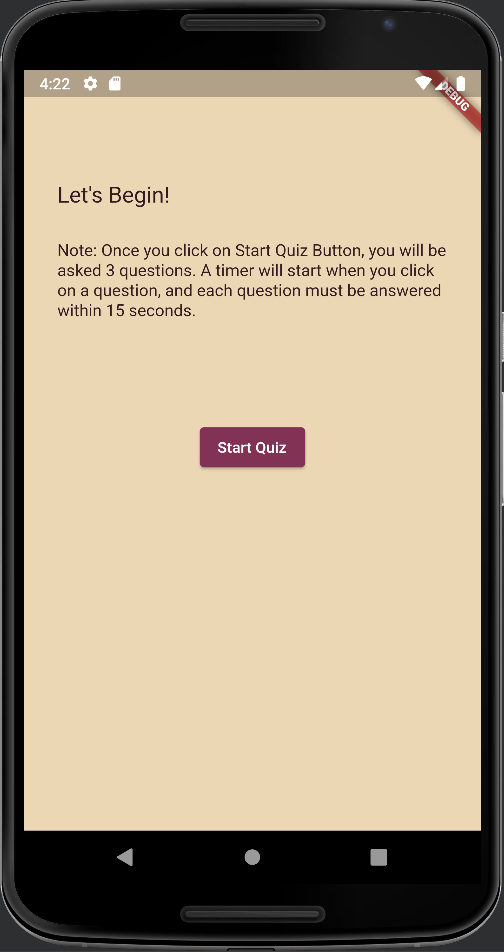 4:22
DEBUG
Let's Begin!
Note: Once you click on Start Quiz Button, you will be
asked 3 questions. A timer will start when you click
on a question, and each question must be answered
within 15 seconds.
Start Quiz